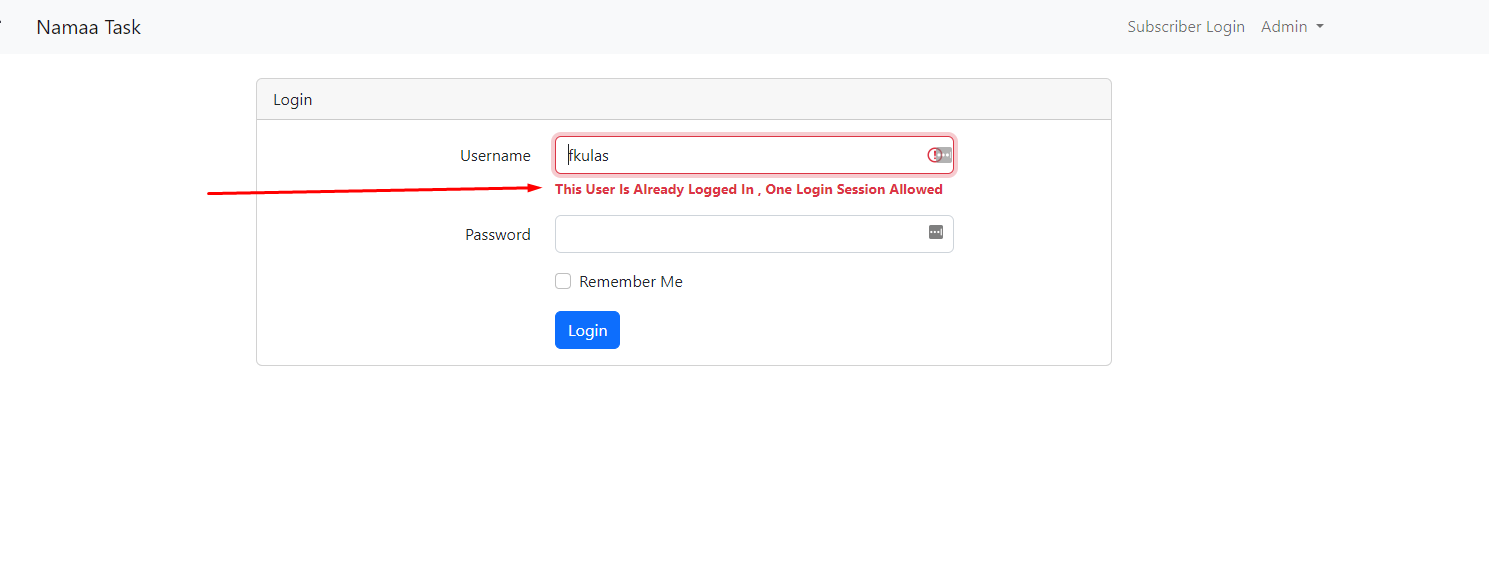 Namaa Task
Subscriber Login Admin
Login
Username fkulas
This User Is Already Logged In , One Login Session Allowed
Password
Remember Me
Login